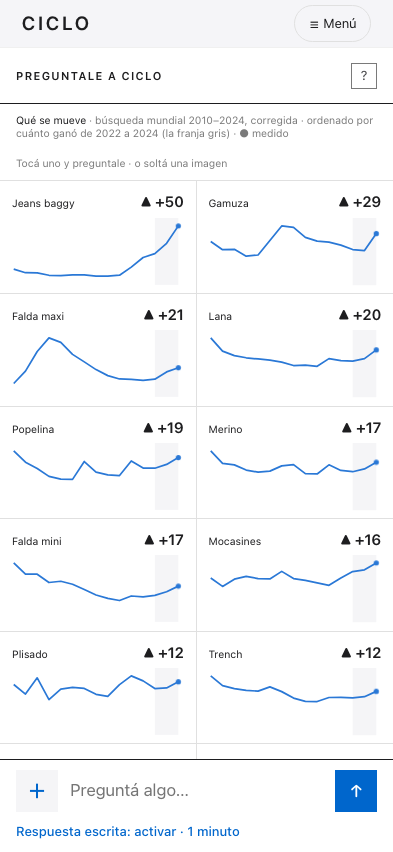 CICLO
≡ Menú
PREGUNTALE A CICLO
?
Qué se mueve · búsqueda mundial 2010–2024, corregida · ordenado por
cuánto ganó de 2022 a 2024 (la franja gris) · ● medido
Tocá uno y preguntale · o soltá una imagen
Jeans baggy ▲ +50
Gamuza ▲ +29
Falda maxi ▲ +21
Lana ▲ +20
Popelina ▲ +19
Merino ▲ +17
Falda mini ▲ +17
Mocasines ▲ +16
Plisado ▲ +12
Trench ▲ +12
+ Preguntá algo... ↑
Respuesta escrita: activar · 1 minuto